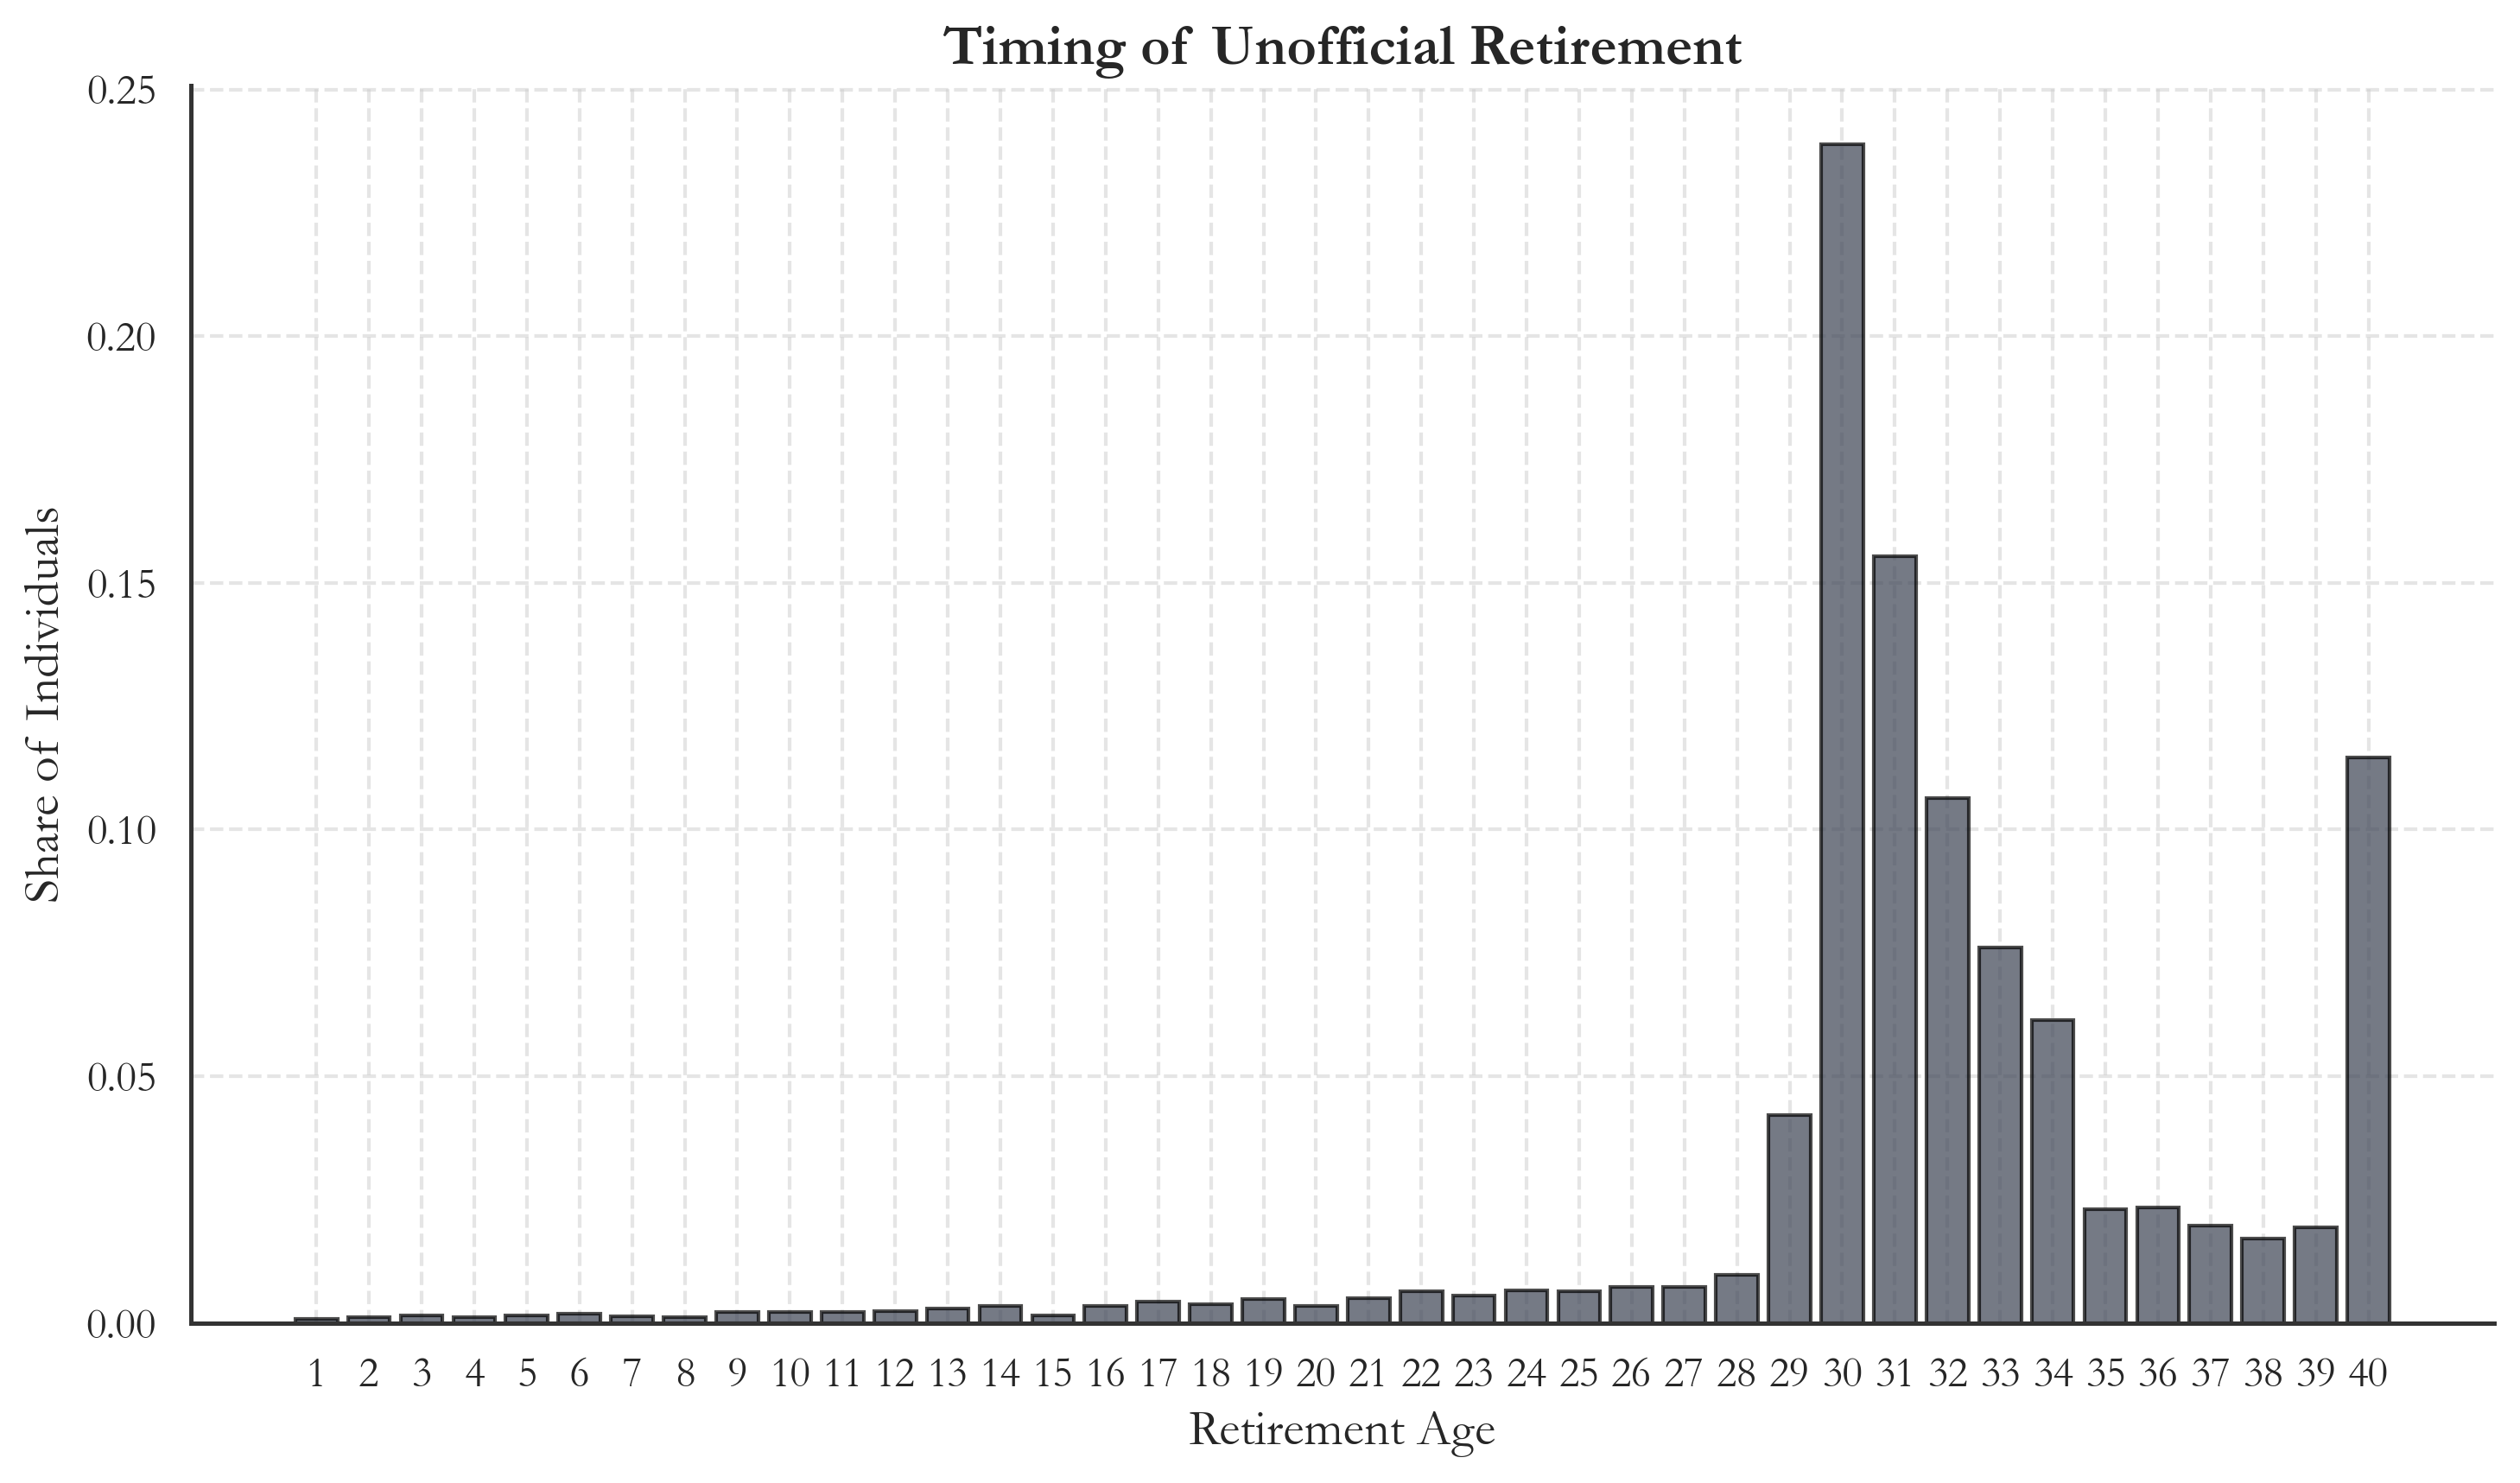 Timing of Unofficial Retirement
0.25
0.20
0.15
0.10
0.05
0.00
Share of Individuals
1 2 3 4 5 6 7 8 9 10 11 12 13 14 15 16 17 18 19 20 21 22 23 24 25 26 27 28 29 30 31 32 33 34 35 36 37 38 39 40
Retirement Age